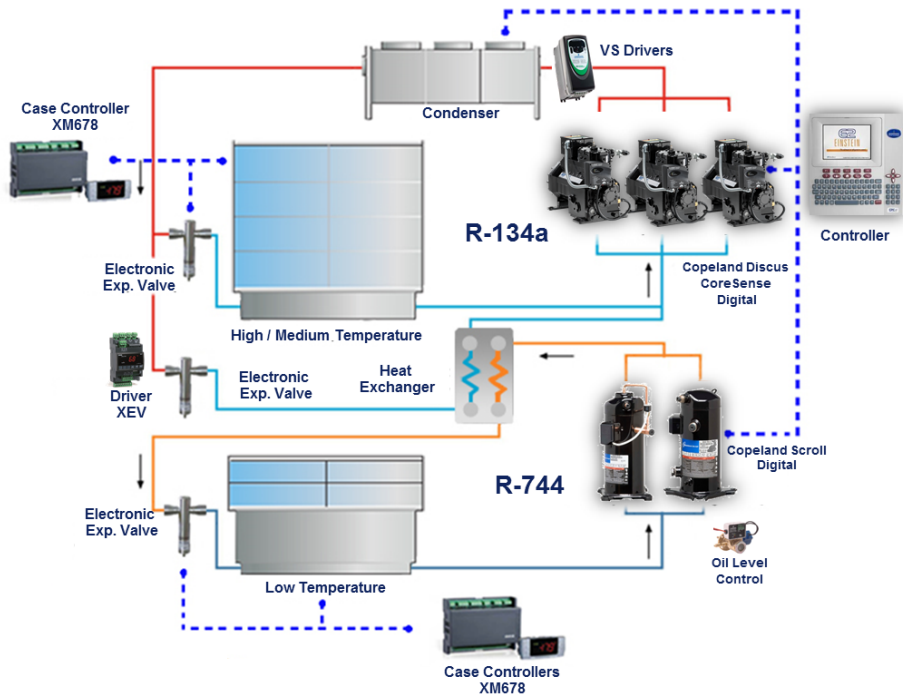 VS Drivers
Case Controller
XM678
Condenser
EINSTEIN
R-134a
Controller
Electronic
Exp. Valve
Copeland Discus
CoreSense
Digital
High / Medium Temperature
Heat
Exchanger
Driver
XEV
Electronic
Exp. Valve
Copeland Scroll
Digital
R-744
Electronic
Exp. Valve
Oil Level
Control
Low Temperature
Case Controllers
XM678